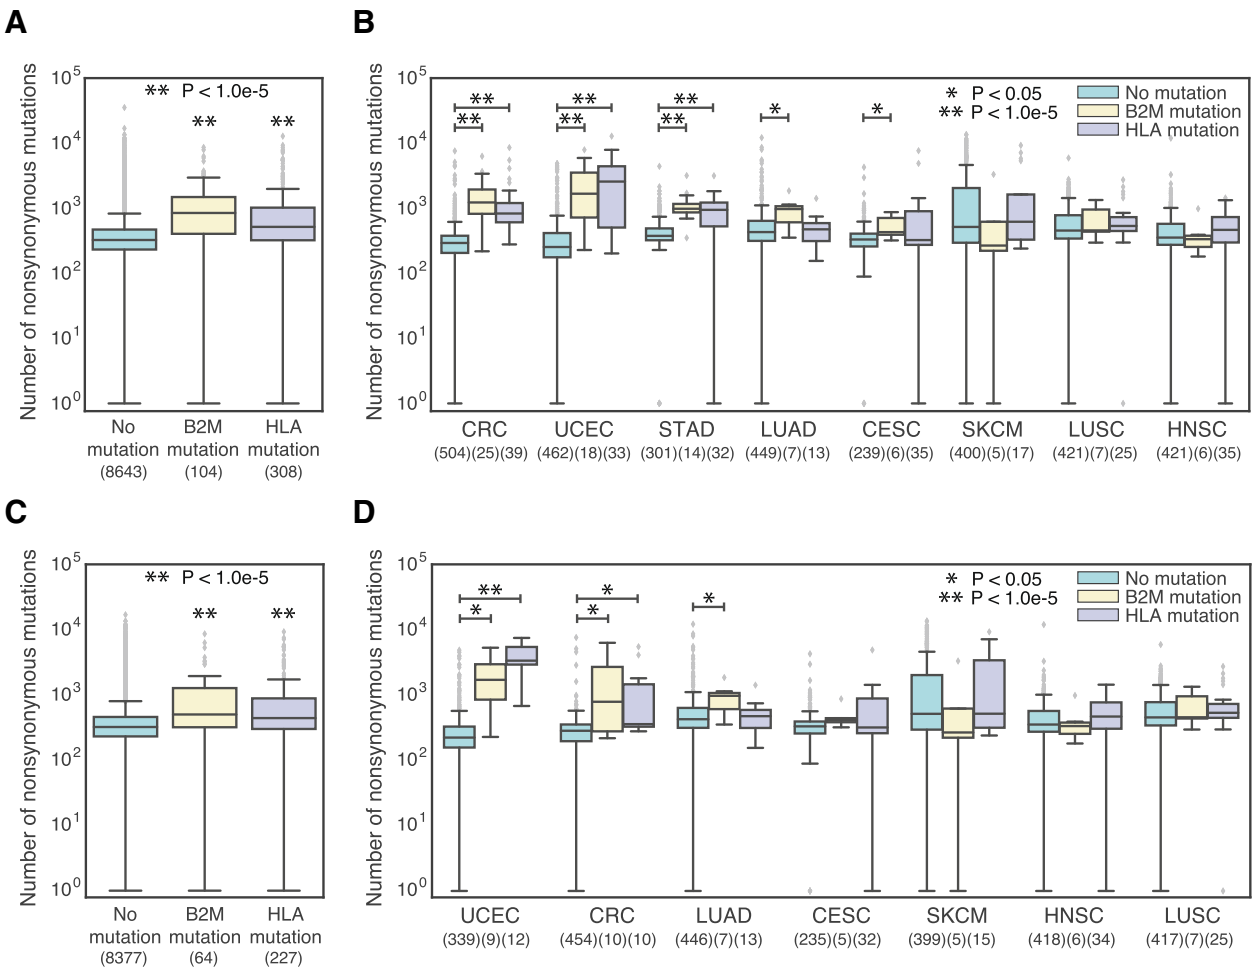 A
Number of nonsynonymous mutations
10^5
10^4
10^3
10^2
10^1
10^0
** P < 1.0e-5
** **
No mutation (8643)
B2M mutation (104)
HLA mutation (308)
B
Number of nonsynonymous mutations
10^5
10^4
10^3
10^2
10^1
10^0
** ** ** ** ** ** * *
* P < 0.05
** P < 1.0e-5
No mutation
B2M mutation
HLA mutation
CRC UCEC STAD LUAD CESC SKCM LUSC HNSC
(504)(25)(39) (462)(18)(33) (301)(14)(32) (449)(7)(13) (239)(6)(35) (400)(5)(17) (421)(7)(25) (421)(6)(35)
C
Number of nonsynonymous mutations
10^5
10^4
10^3
10^2
10^1
10^0
** P < 1.0e-5
** **
No mutation (8377)
B2M mutation (64)
HLA mutation (227)
D
Number of nonsynonymous mutations
10^5
10^4
10^3
10^2
10^1
10^0
** * * * *
* P < 0.05
** P < 1.0e-5
No mutation
B2M mutation
HLA mutation
UCEC CRC LUAD CESC SKCM HNSC LUSC
(339)(9)(12) (454)(10)(10) (446)(7)(13) (235)(5)(32) (399)(5)(15) (418)(6)(34) (417)(7)(25)